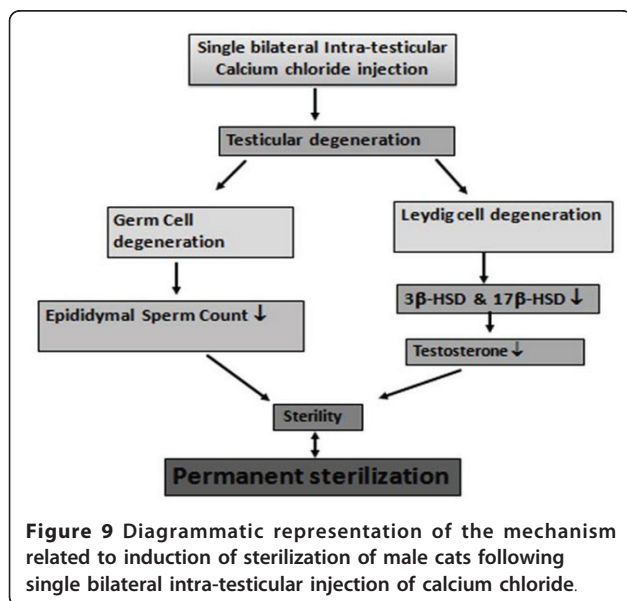 Single bilateral Intra-testicular
Calcium chloride injection
Testicular degeneration
Germ Cell
degeneration
Leydig cell degeneration
Epididymal Sperm Count ↓
3β-HSD & 17β-HSD ↓
Testosterone ↓
Sterility
Permanent sterilization
Figure 9 Diagrammatic representation of the mechanism
related to induction of sterilization of male cats following
single bilateral intra-testicular injection of calcium chloride.